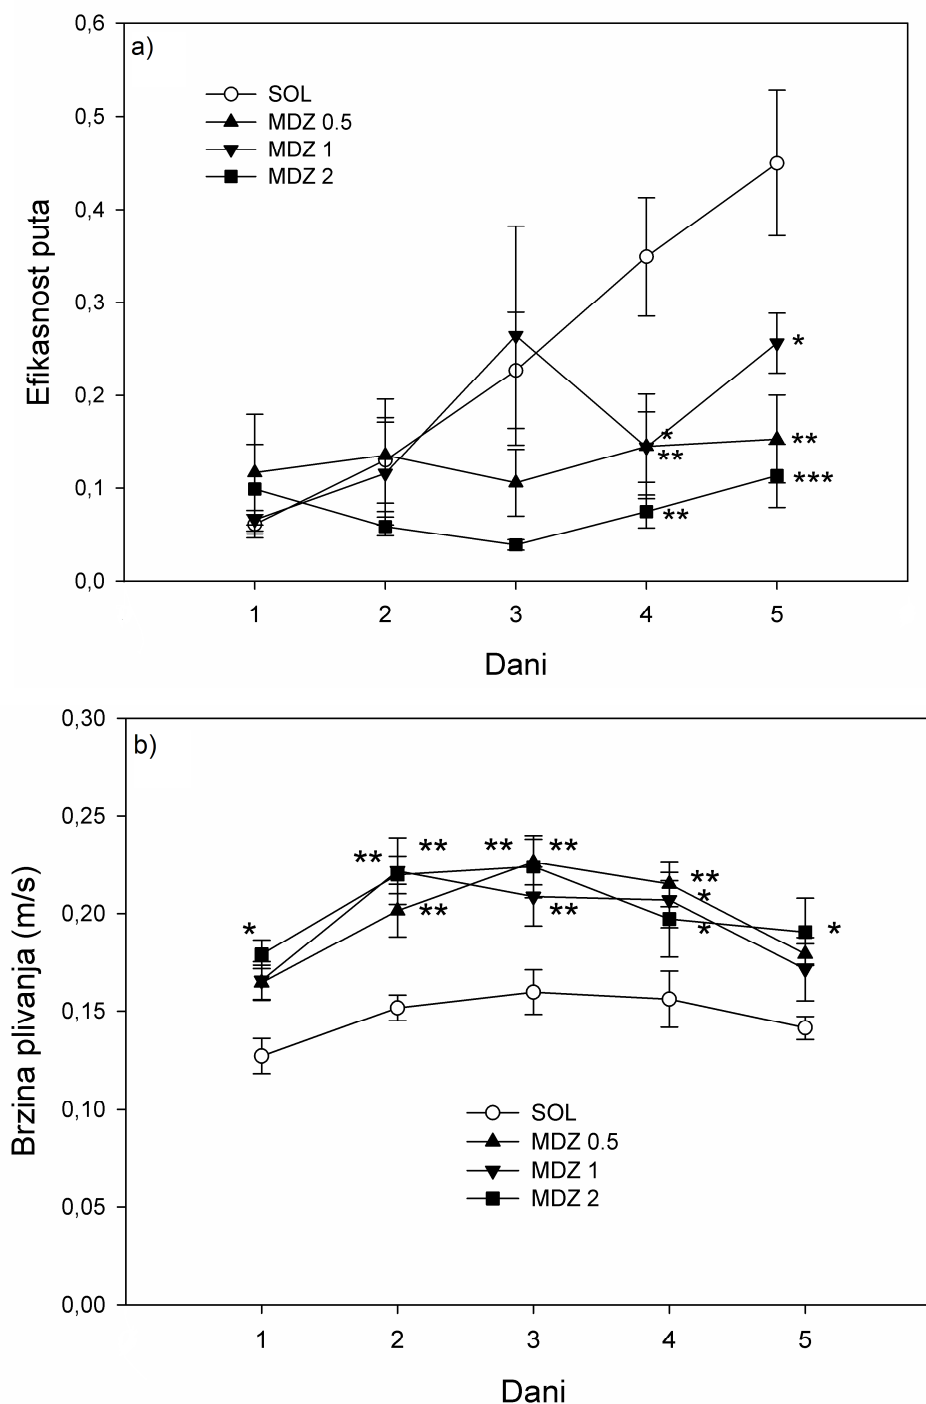 0,6
a)
SOL
MDZ 0.5
MDZ 1
MDZ 2
0,5
0,4
0,3
0,2
0,1
0,0
Efikasnost puta
*
*
**
**
***
**
1 2 3 4 5
Dani
0,30
b)
0,25
0,20
0,15
0,10
0,05
0,00
Brzina plivanja (m/s)
** ** **
**
**
*
** **
*
* *
SOL
MDZ 0.5
MDZ 1
MDZ 2
1 2 3 4 5
Dani